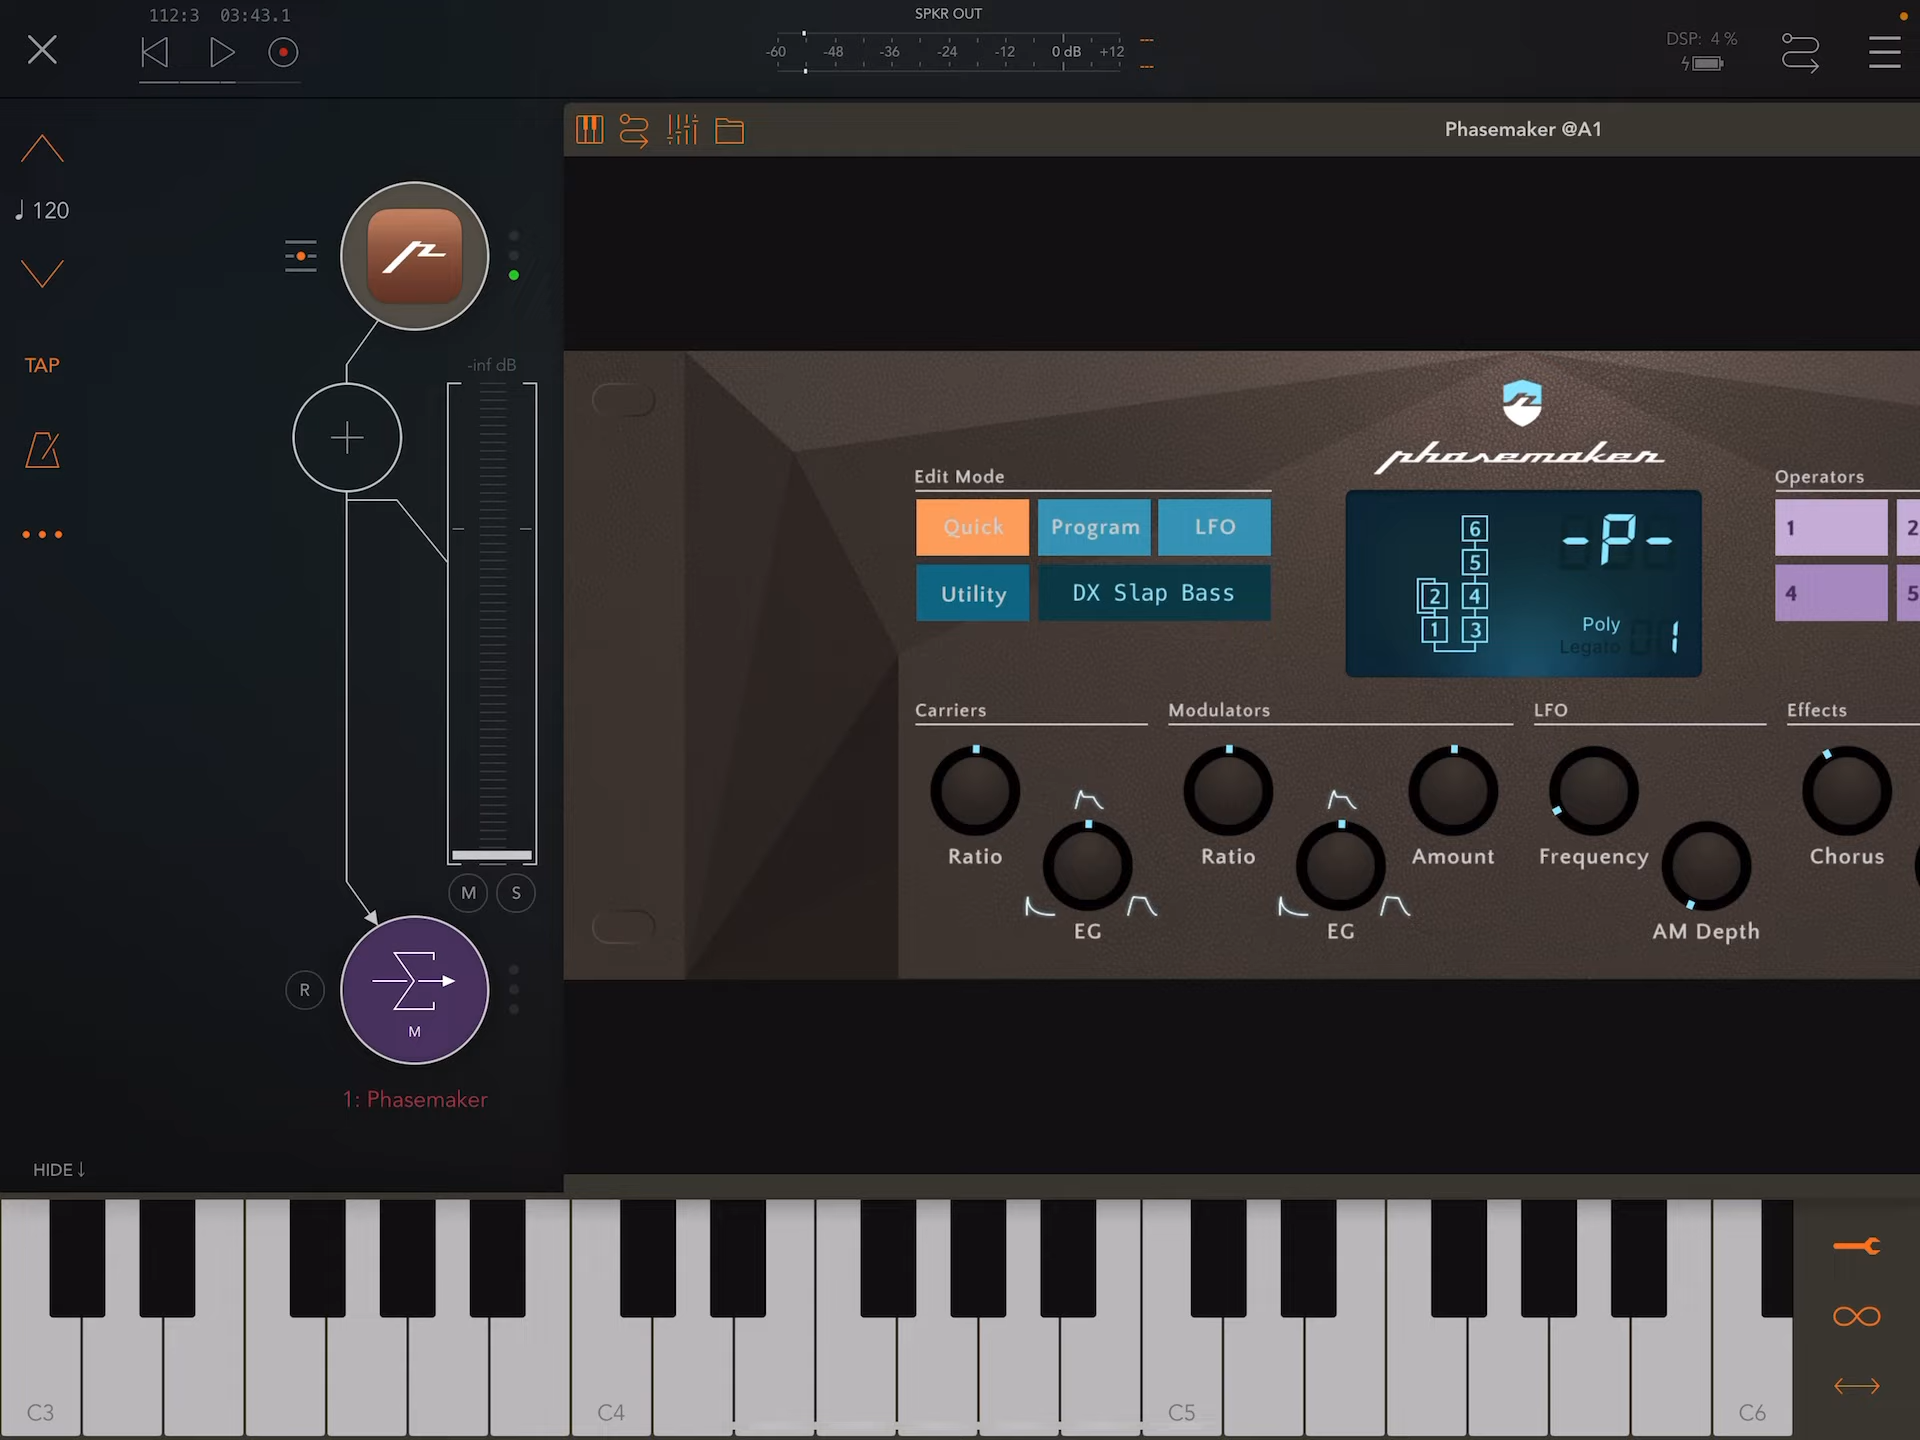 112:3 03:43.1
SPKR OUT
-60 -48 -36 -24 -12 0 dB +12
DSP: 4 %
Phasemaker @A1
120
TAP
-inf dB
M S
R
M
1: Phasemaker
HIDE↓
phasemaker
Edit Mode
Quick Program LFO
Utility DX Slap Bass
6
5
2 4
1 3
-P-
Poly
Legato 1
Operators
1 2
4 5
Carriers Modulators LFO Effects
Ratio Ratio Amount Frequency Chorus
EG EG AM Depth
C3 C4 C5 C6